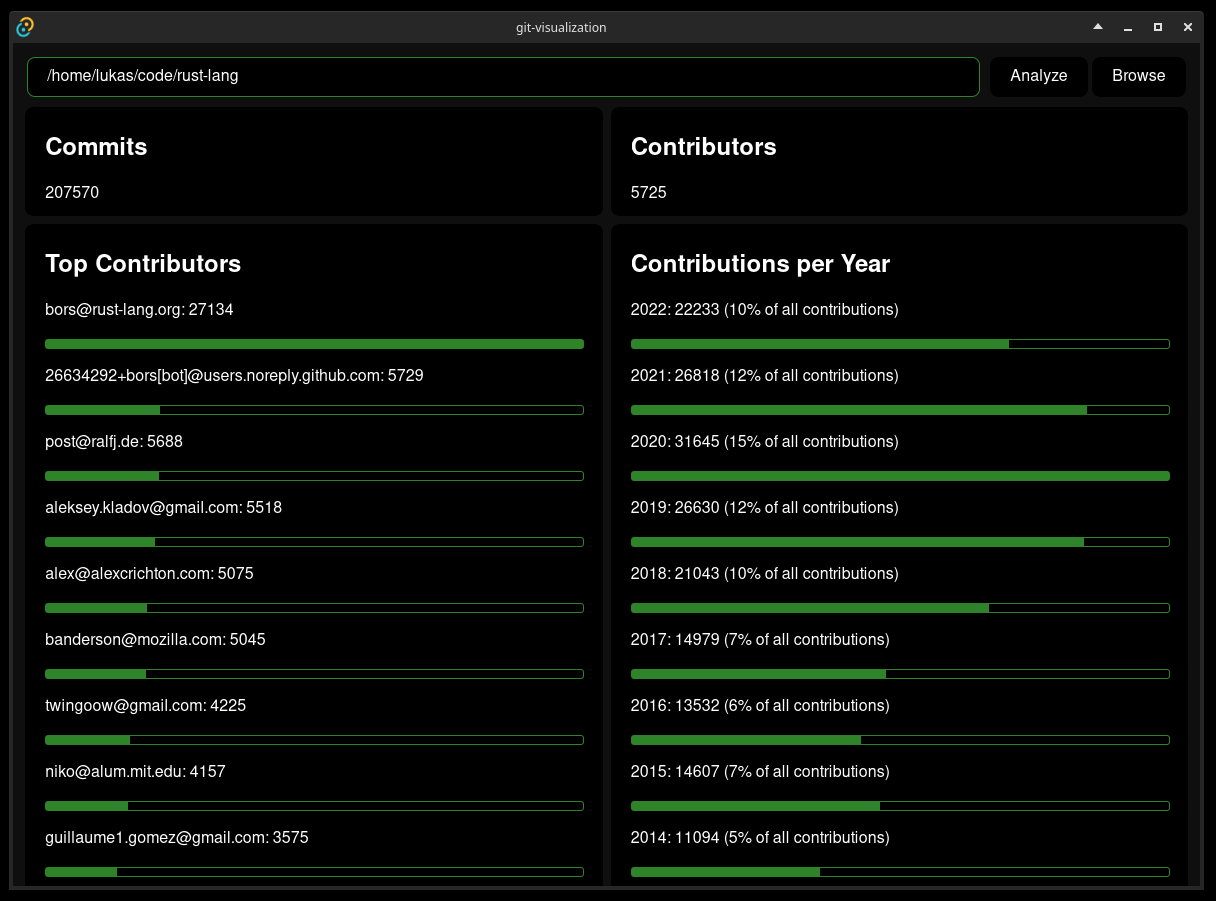 git-visualization
/home/lukas/code/rust-lang
Analyze
Browse
Commits
207570
Contributors
5725
Top Contributors
bors@rust-lang.org: 27134
26634292+bors[bot]@users.noreply.github.com: 5729
post@ralfj.de: 5688
aleksey.kladov@gmail.com: 5518
alex@alexcrichton.com: 5075
banderson@mozilla.com: 5045
twingoow@gmail.com: 4225
niko@alum.mit.edu: 4157
guillaume1.gomez@gmail.com: 3575
Contributions per Year
2022: 22233 (10% of all contributions)
2021: 26818 (12% of all contributions)
2020: 31645 (15% of all contributions)
2019: 26630 (12% of all contributions)
2018: 21043 (10% of all contributions)
2017: 14979 (7% of all contributions)
2016: 13532 (6% of all contributions)
2015: 14607 (7% of all contributions)
2014: 11094 (5% of all contributions)